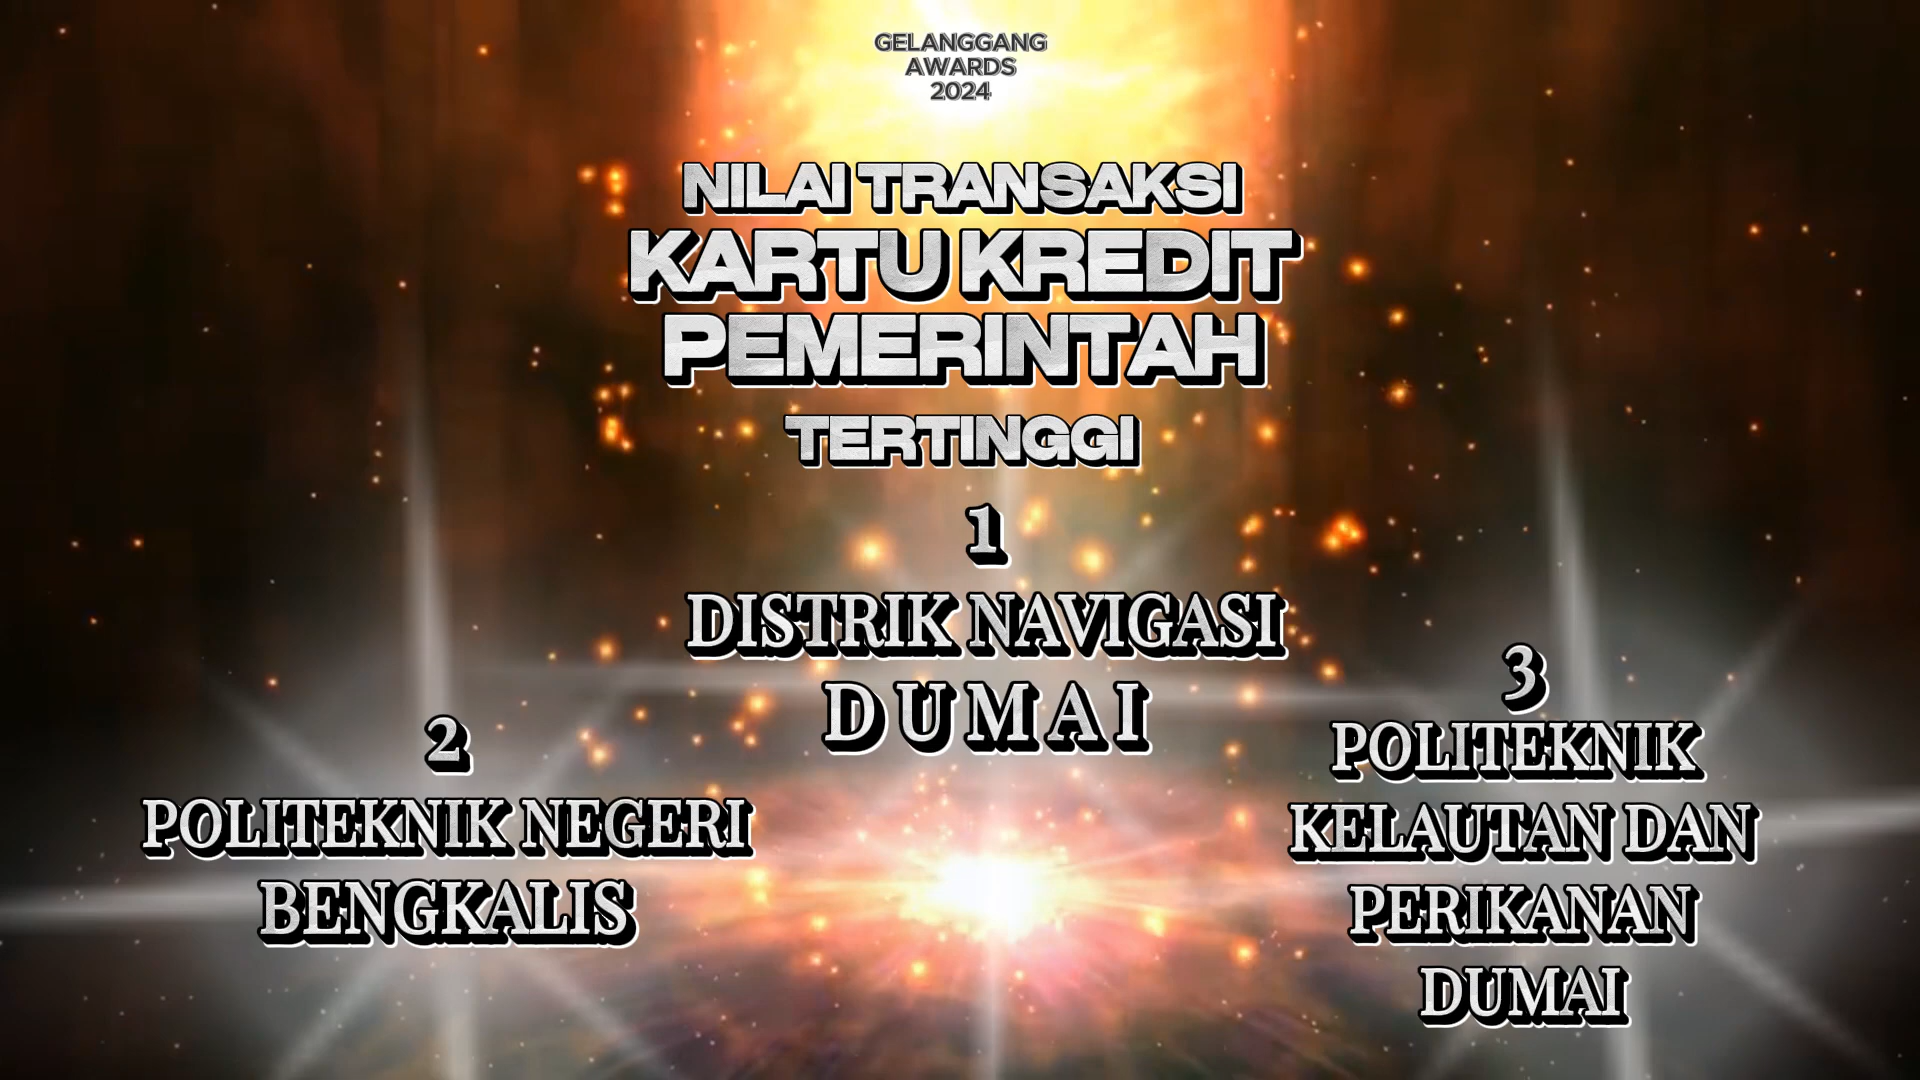 GELANGGANG
AWARDS
2024
NILAI TRANSAKSI
KARTU KREDIT
PEMERINTAH
TERTINGGI
1
DISTRIK NAVIGASI
DUMAI
2
POLITEKNIK NEGERI
BENGKALIS
3
POLITEKNIK
KELAUTAN DAN
PERIKANAN
DUMAI